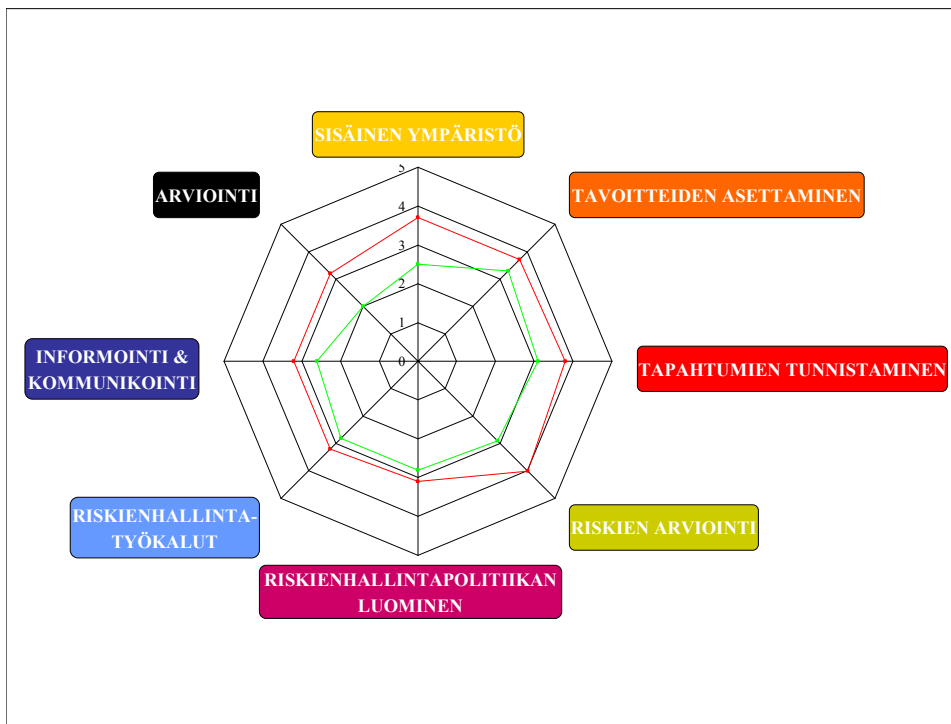 SISÄINEN YMPÄRISTÖ
ARVIOINTI
TAVOITTEIDEN ASETTAMINEN
5
4
3
2
1
0
INFORMOINTI &
KOMMUNIKOINTI
TAPAHTUMIEN TUNNISTAMINEN
RISKIENHALLINTA-
TYÖKALUT
RISKIEN ARVIOINTI
RISKIENHALLINTAPOLITIIKAN
LUOMINEN